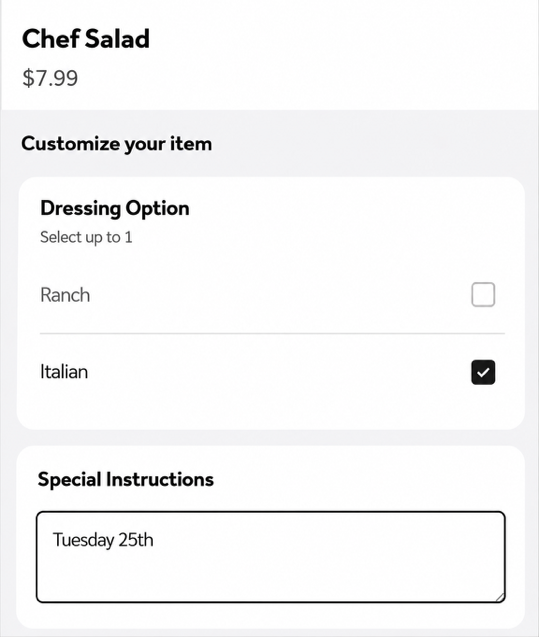 Chef Salad
$7.99
Customize your item
Dressing Option
Select up to 1
Ranch
Italian
Special Instructions
Tuesday 25th